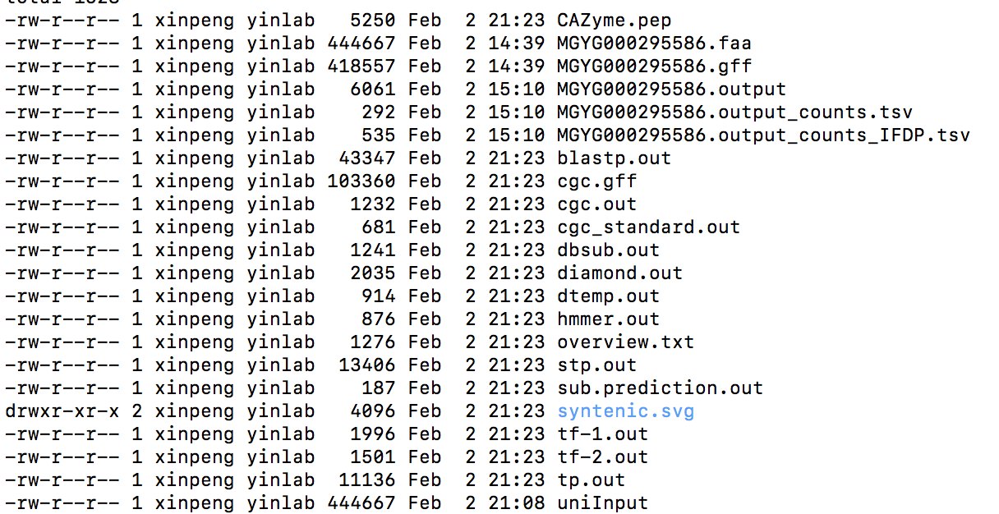 -rw-r--r-- 1 xinpeng yinlab   5250 Feb  2 21:23 CAZyme.pep
-rw-r--r-- 1 xinpeng yinlab 444667 Feb  2 14:39 MGYG000295586.faa
-rw-r--r-- 1 xinpeng yinlab 418557 Feb  2 14:39 MGYG000295586.gff
-rw-r--r-- 1 xinpeng yinlab   6061 Feb  2 15:10 MGYG000295586.output
-rw-r--r-- 1 xinpeng yinlab    292 Feb  2 15:10 MGYG000295586.output_counts.tsv
-rw-r--r-- 1 xinpeng yinlab    535 Feb  2 15:10 MGYG000295586.output_counts_IFDP.tsv
-rw-r--r-- 1 xinpeng yinlab  43347 Feb  2 21:23 blastp.out
-rw-r--r-- 1 xinpeng yinlab 103360 Feb  2 21:23 cgc.gff
-rw-r--r-- 1 xinpeng yinlab   1232 Feb  2 21:23 cgc.out
-rw-r--r-- 1 xinpeng yinlab    681 Feb  2 21:23 cgc_standard.out
-rw-r--r-- 1 xinpeng yinlab   1241 Feb  2 21:23 dbsub.out
-rw-r--r-- 1 xinpeng yinlab   2035 Feb  2 21:23 diamond.out
-rw-r--r-- 1 xinpeng yinlab    914 Feb  2 21:23 dtemp.out
-rw-r--r-- 1 xinpeng yinlab    876 Feb  2 21:23 hmmer.out
-rw-r--r-- 1 xinpeng yinlab   1276 Feb  2 21:23 overview.txt
-rw-r--r-- 1 xinpeng yinlab  13406 Feb  2 21:23 stp.out
-rw-r--r-- 1 xinpeng yinlab    187 Feb  2 21:23 sub.prediction.out
drwxr-xr-x 2 xinpeng yinlab   4096 Feb  2 21:23 syntenic.svg
-rw-r--r-- 1 xinpeng yinlab   1996 Feb  2 21:23 tf-1.out
-rw-r--r-- 1 xinpeng yinlab   1501 Feb  2 21:23 tf-2.out
-rw-r--r-- 1 xinpeng yinlab  11136 Feb  2 21:23 tp.out
-rw-r--r-- 1 xinpeng yinlab 444667 Feb  2 21:08 uniInput